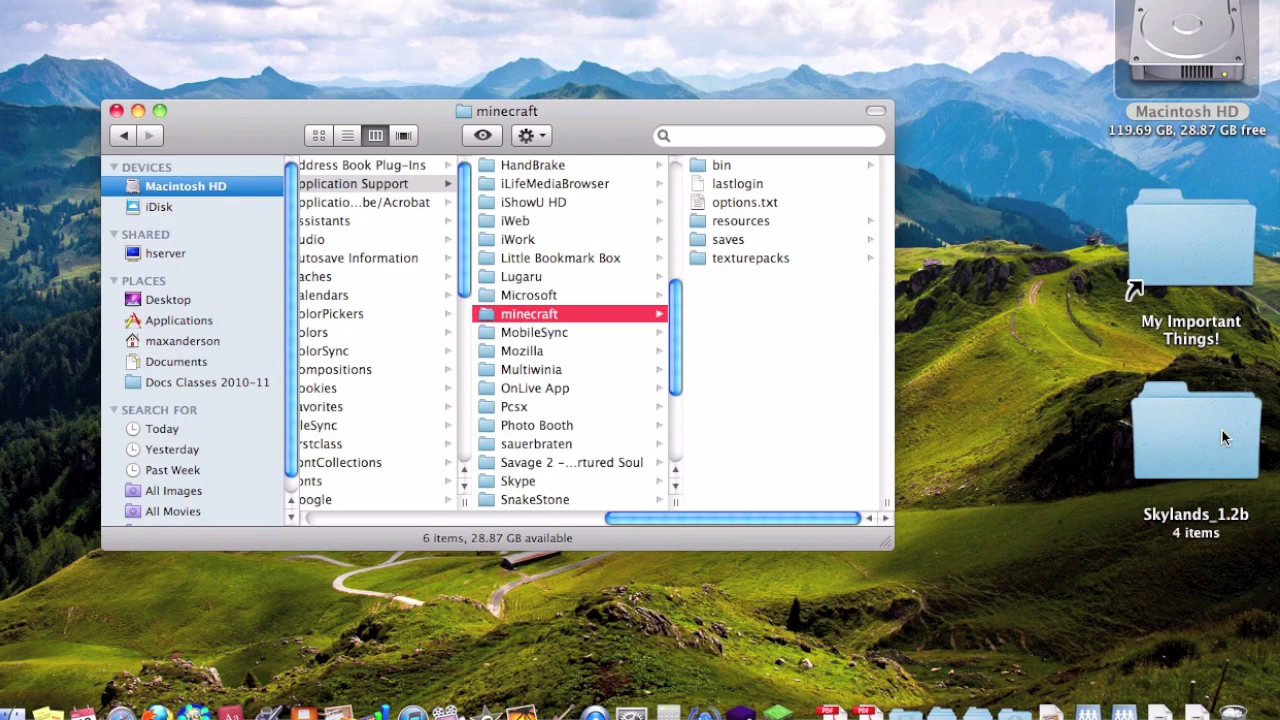 minecraft
Macintosh HD
119.69 GB, 28.87 GB free
DEVICES
Macintosh HD
iDisk
SHARED
hserver
PLACES
Desktop
Applications
maxanderson
Documents
Docs Classes 2010-11
SEARCH FOR
Today
Yesterday
Past Week
All Images
All Movies
ddress Book Plug-Ins
pplication Support
pplicatio...be/Acrobat
ssistants
udio
utosave Information
aches
alendars
olorPickers
olors
olorSync
ompositions
ookies
avorites
leSync
rstclass
ontCollections
onts
oogle
HandBrake
iLifeMediaBrowser
iShowU HD
iWeb
iWork
Little Bookmark Box
Lugaru
Microsoft
minecraft
MobileSync
Mozilla
Multiwinia
OnLive App
Pcsx
Photo Booth
sauerbraten
Savage 2 -...rtured Soul
Skype
SnakeStone
bin
lastlogin
options.txt
resources
saves
texturepacks
6 items, 28.87 GB available
My Important
Things!
Skylands_1.2b
4 items
PDF
PDF